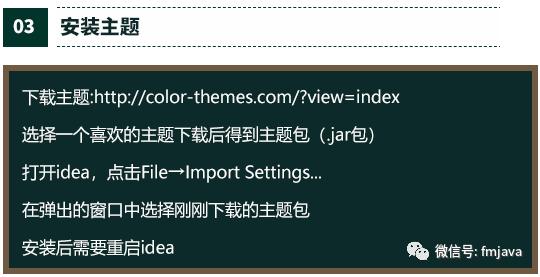 03 安装主题
下载主题:http://color-themes.com/?view=index
选择一个喜欢的主题下载后得到主题包（.jar包）
打开idea，点击File→Import Settings...
在弹出的窗口中选择刚刚下载的主题包
安装后需要重启idea
微信号: fmjava